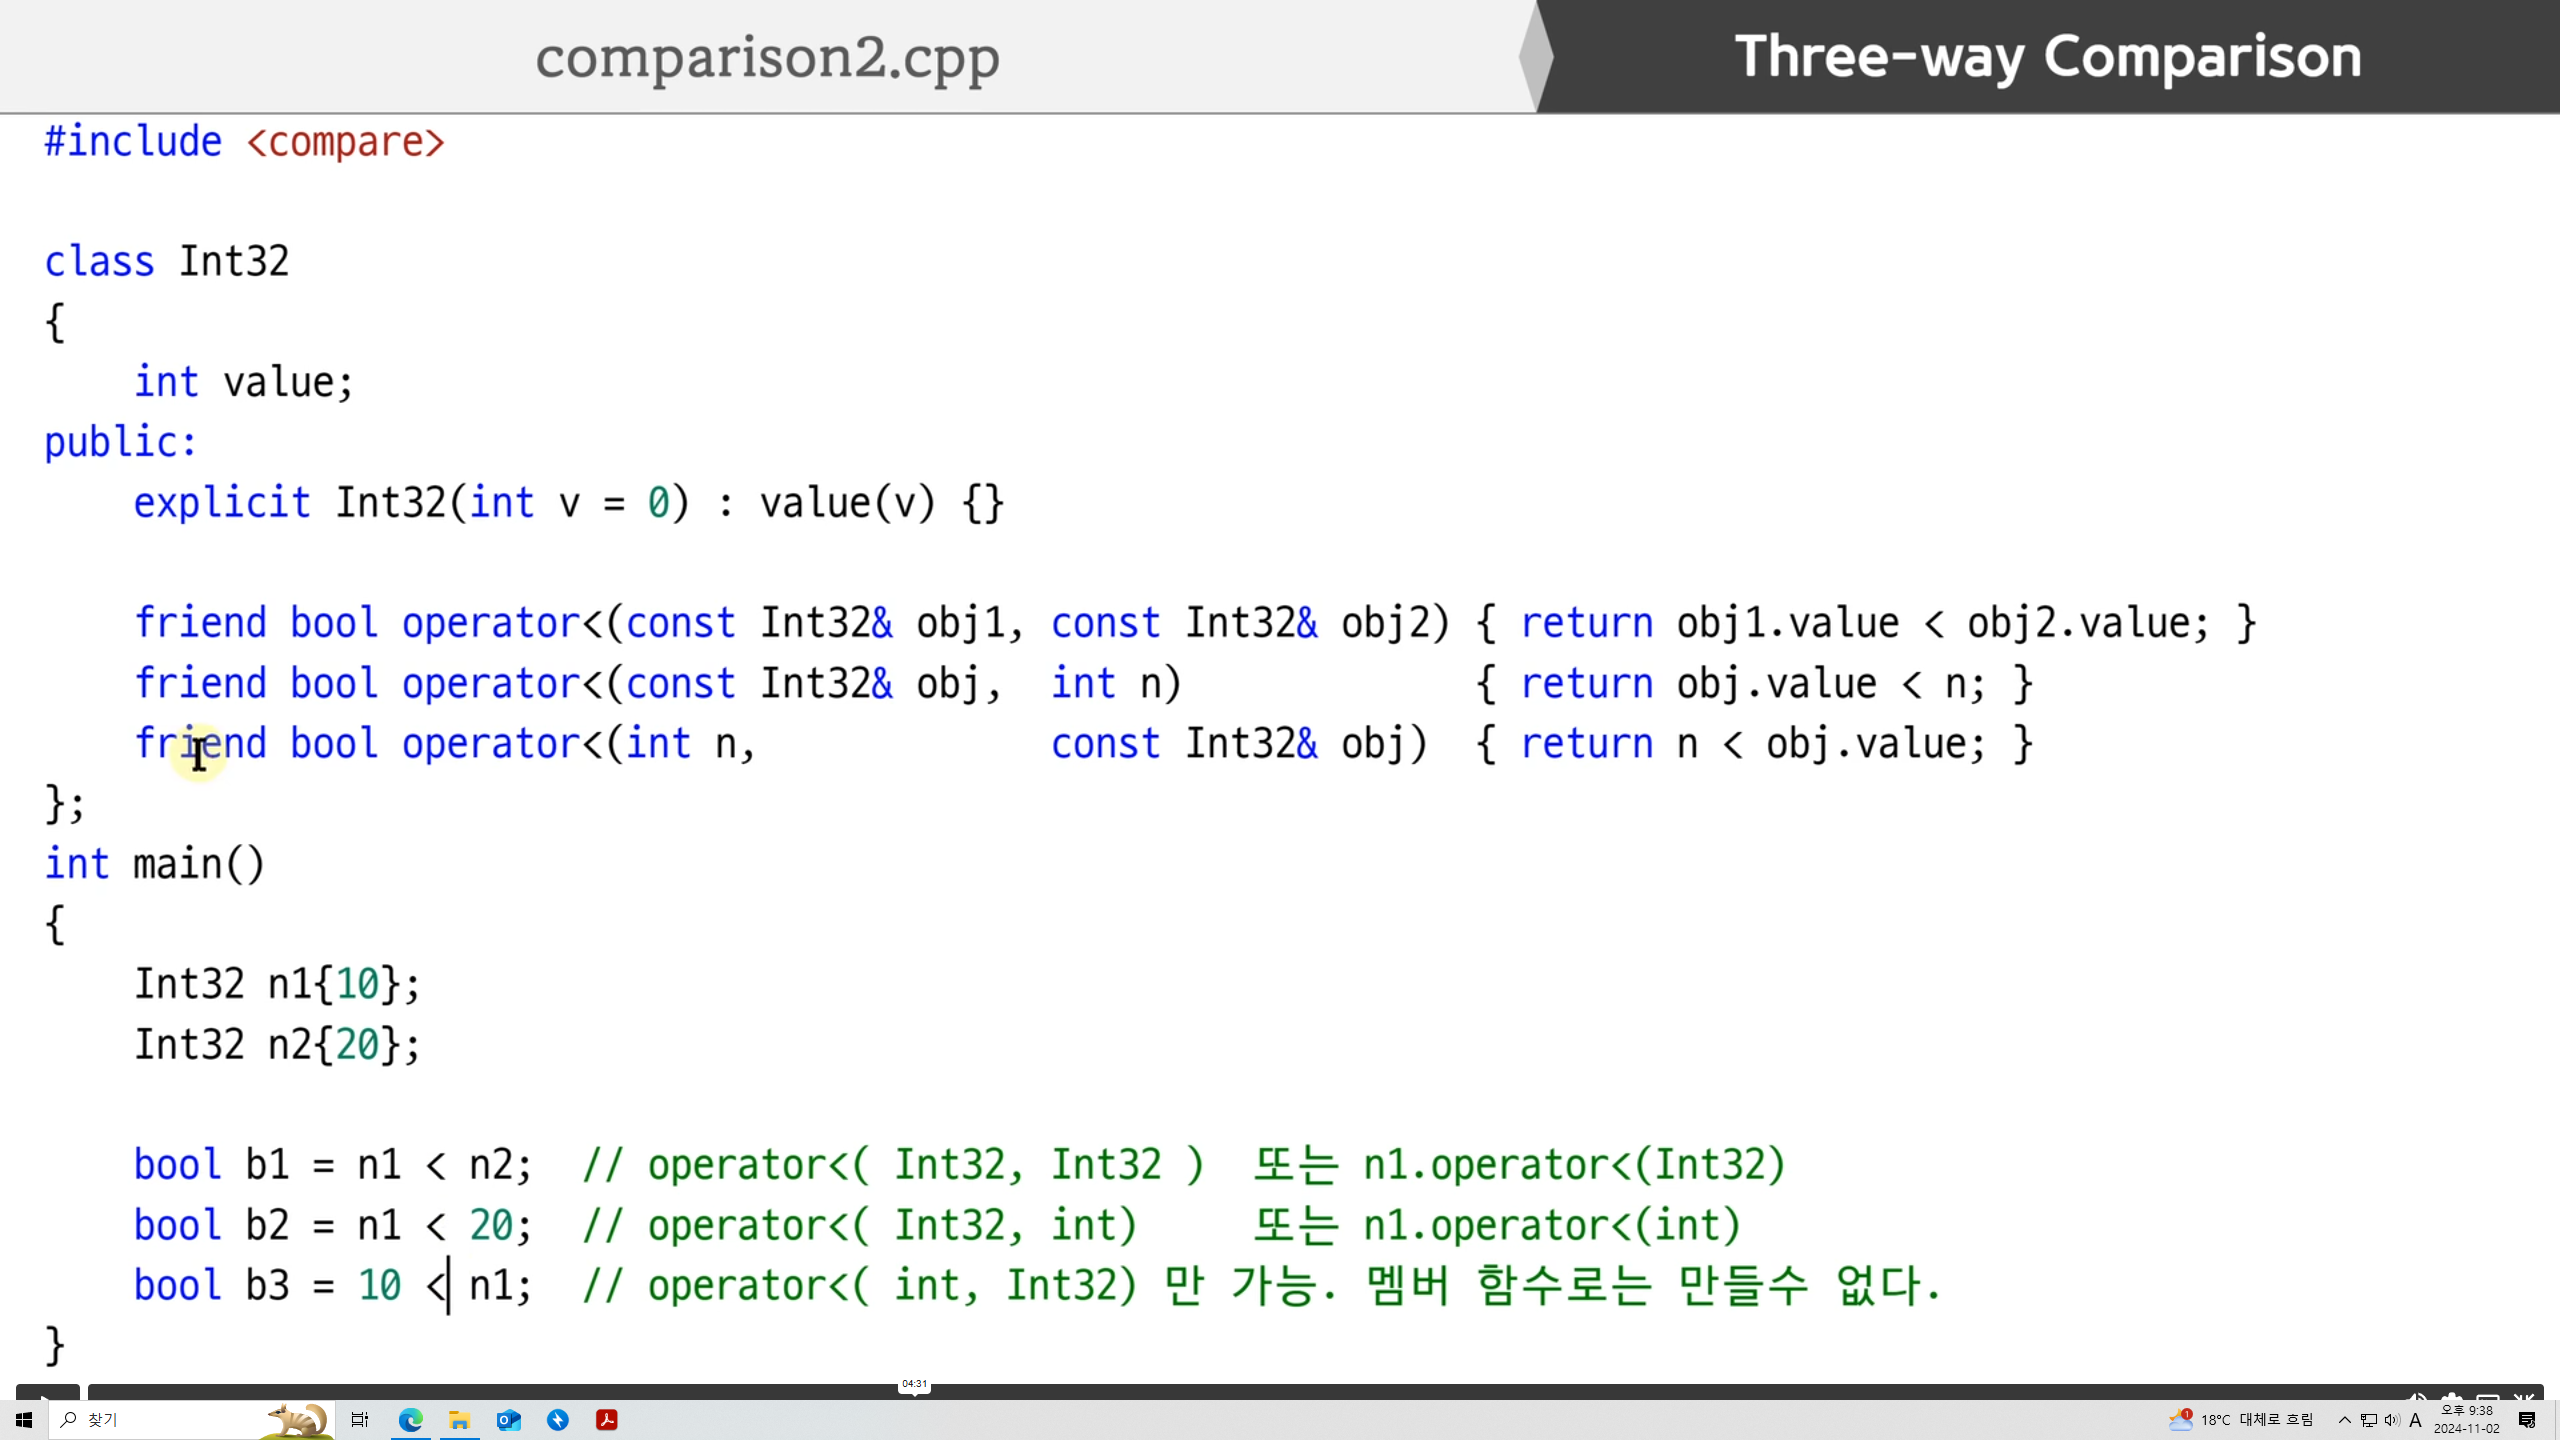 comparison2.cpp
Three-way Comparison
#include <compare>
class Int32
{
    int value;
public:
    explicit Int32(int v = 0) : value(v) {}
    friend bool operator<(const Int32& obj1, const Int32& obj2) { return obj1.value < obj2.value; }
    friend bool operator<(const Int32& obj,  int n)             { return obj.value < n; }
    friend bool operator<(int n,             const Int32& obj)  { return n < obj.value; }
};
int main()
{
    Int32 n1{10};
    Int32 n2{20};
    bool b1 = n1 < n2;  // operator<( Int32, Int32 )  또는 n1.operator<(Int32)
    bool b2 = n1 < 20;  // operator<( Int32, int)     또는 n1.operator<(int)
    bool b3 = 10 < n1;  // operator<( int, Int32) 만 가능. 멤버 함수로는 만들수 없다.
}
04:31
찾기
18°C 대체로 흐림
A
오후 9:38
2024-11-02